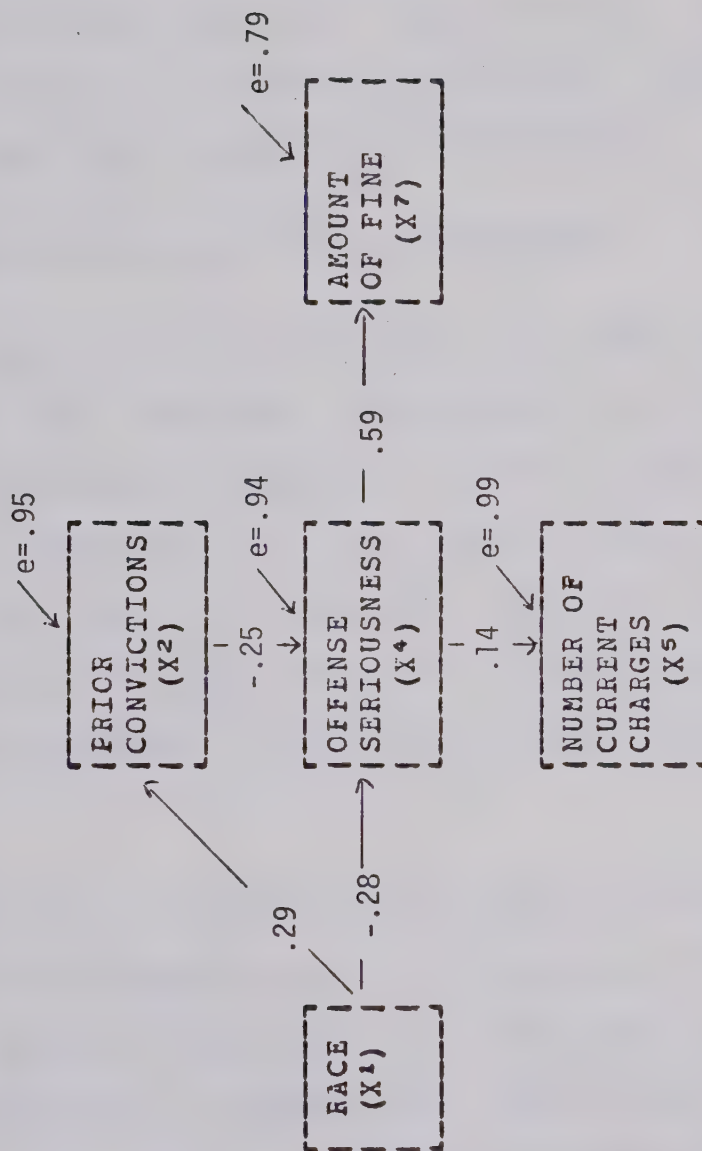 e=.95
PRIOR
CONVICTIONS
(X²)
.29
-.25
e=.94
e=.79
RACE
(X¹)
-.28
OFFENSE
SERIOUSNESS
(X⁴)
.59
AMOUNT
OF FINE
(X⁷)
.14
e=.99
NUMBER OF
CURRENT
CHARGES
(X⁵)